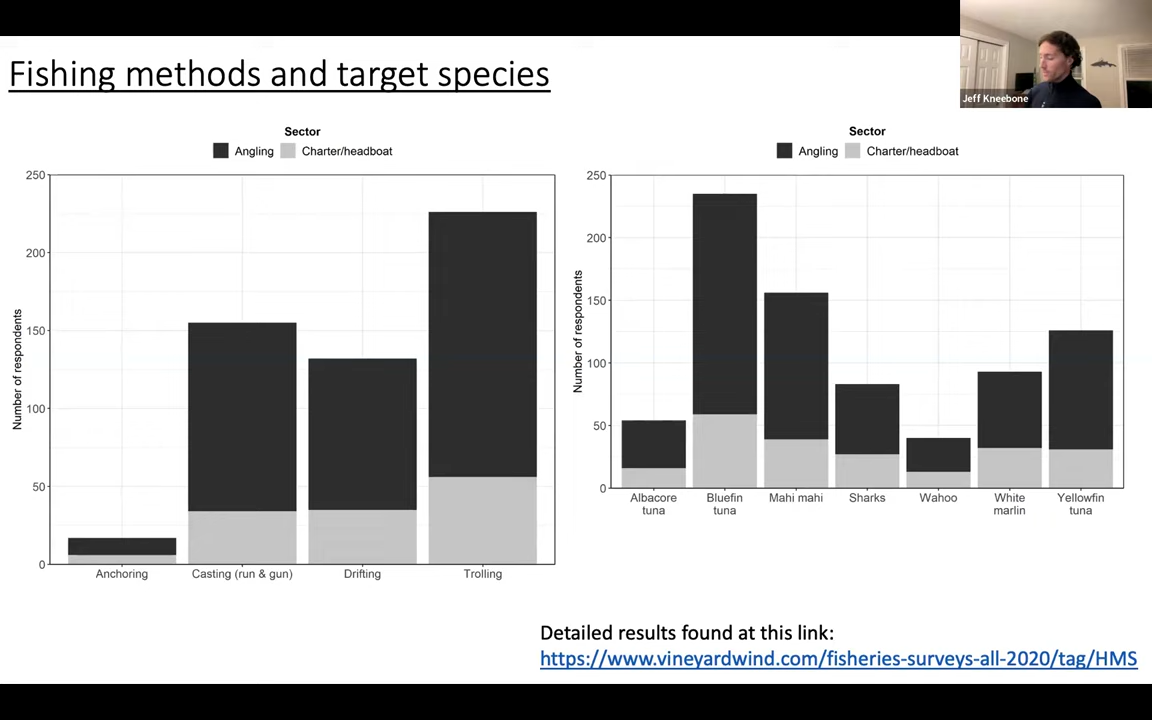 Fishing methods and target species
Jeff Kneebone
Sector
Angling Charter/headboat
Number of respondents
250
200
150
100
50
0
Anchoring Casting (run & gun) Drifting Trolling
Sector
Angling Charter/headboat
Number of respondents
250
200
150
100
50
0
Albacore tuna Bluefin tuna Mahi mahi Sharks Wahoo White marlin Yellowfin tuna
Detailed results found at this link:
https://www.vineyardwind.com/fisheries-surveys-all-2020/tag/HMS